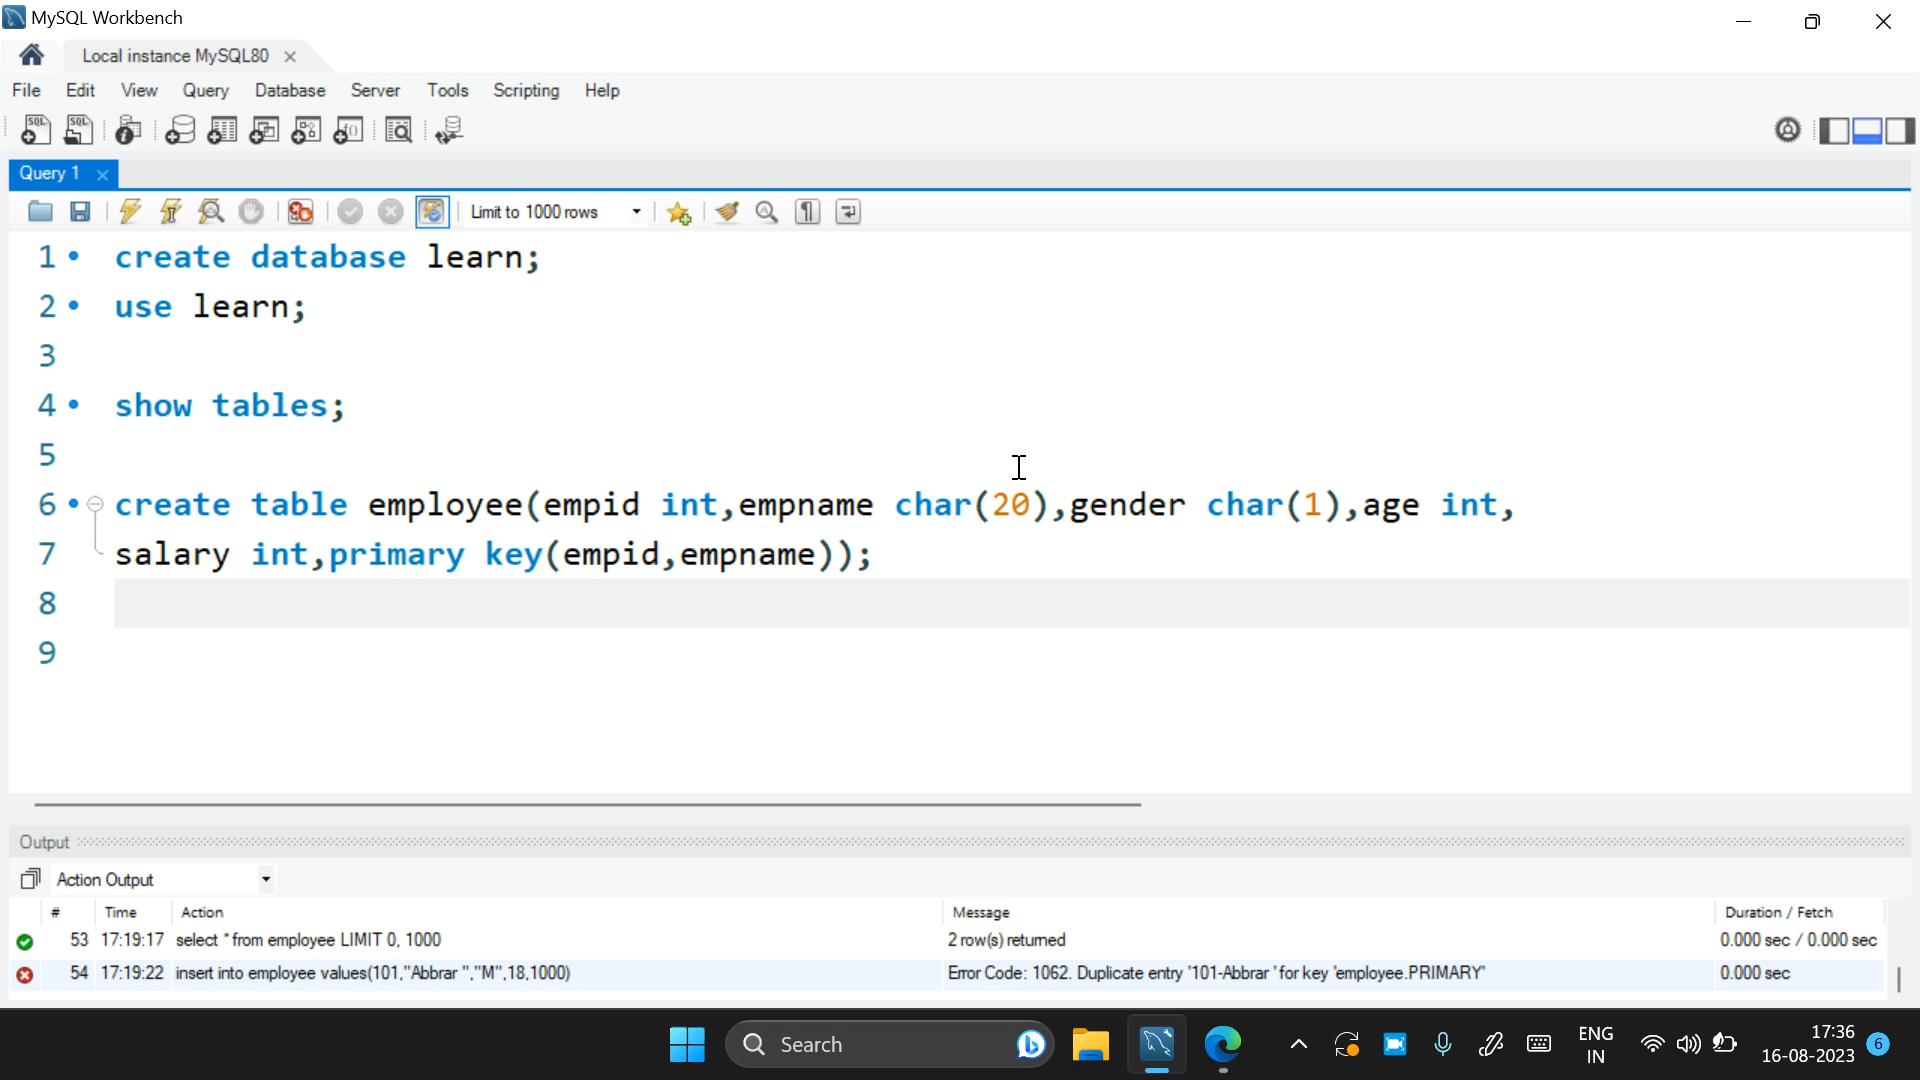 MySQL Workbench
Local instance MySQL80
File Edit View Query Database Server Tools Scripting Help
Query 1
Limit to 1000 rows
1 create database learn;
2 use learn;
3
4 show tables;
5
6 create table employee(empid int,empname char(20),gender char(1),age int,
7 salary int,primary key(empid,empname));
8
9
Output
Action Output
# Time Action Message Duration / Fetch
53 17:19:17 select * from employee LIMIT 0, 1000 2 row(s) returned 0.000 sec / 0.000 sec
54 17:19:22 insert into employee values(101,"Abbrar ","M",18,1000) Error Code: 1062. Duplicate entry '101-Abbrar ' for key 'employee.PRIMARY' 0.000 sec
Search
ENG
IN
17:36
16-08-2023
6